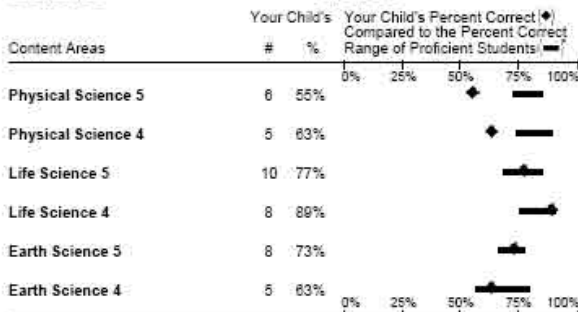 Your Child's Your Child's Percent Correct (◆)
Compared to the Percent Correct
Content Areas # % Range of Proficient Students (▬)
0% 25% 50% 75% 100%
Physical Science 5 6 55%
Physical Science 4 5 63%
Life Science 5 10 77%
Life Science 4 8 89%
Earth Science 5 8 73%
Earth Science 4 5 63%
0% 25% 50% 75% 100%